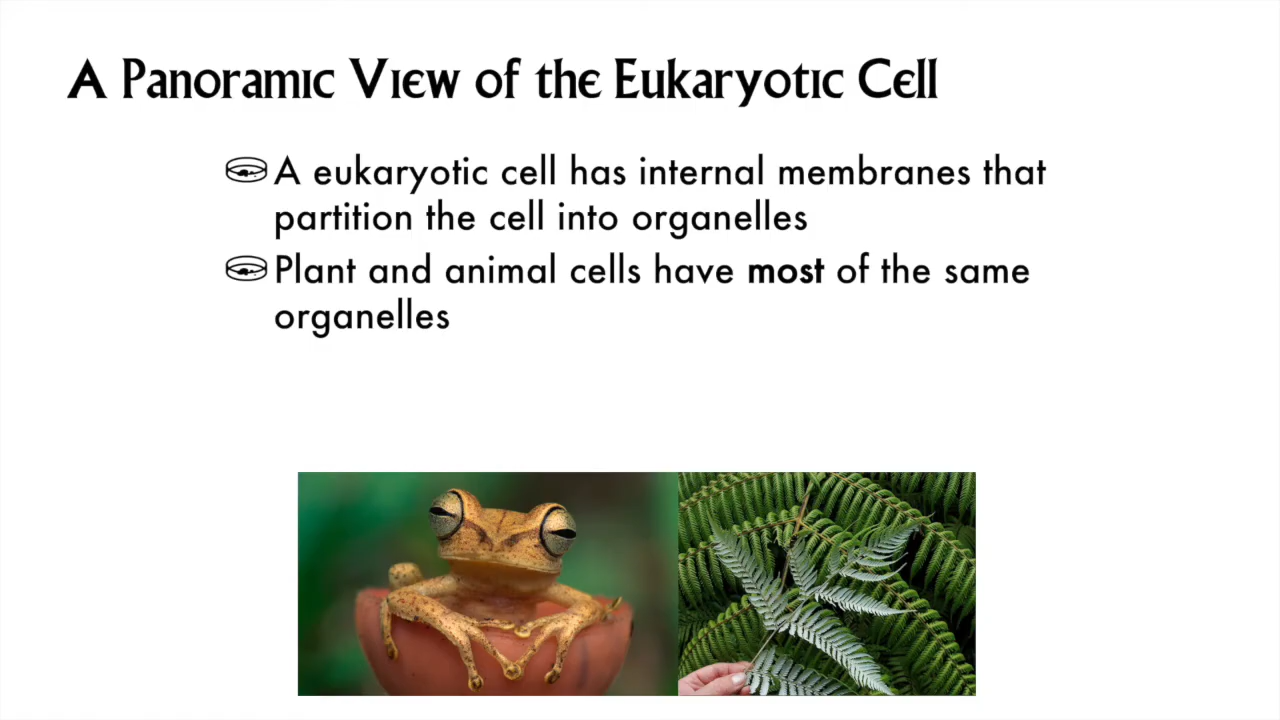 A Panoramic View of the Eukaryotic Cell
A eukaryotic cell has internal membranes that
partition the cell into organelles
Plant and animal cells have most of the same
organelles